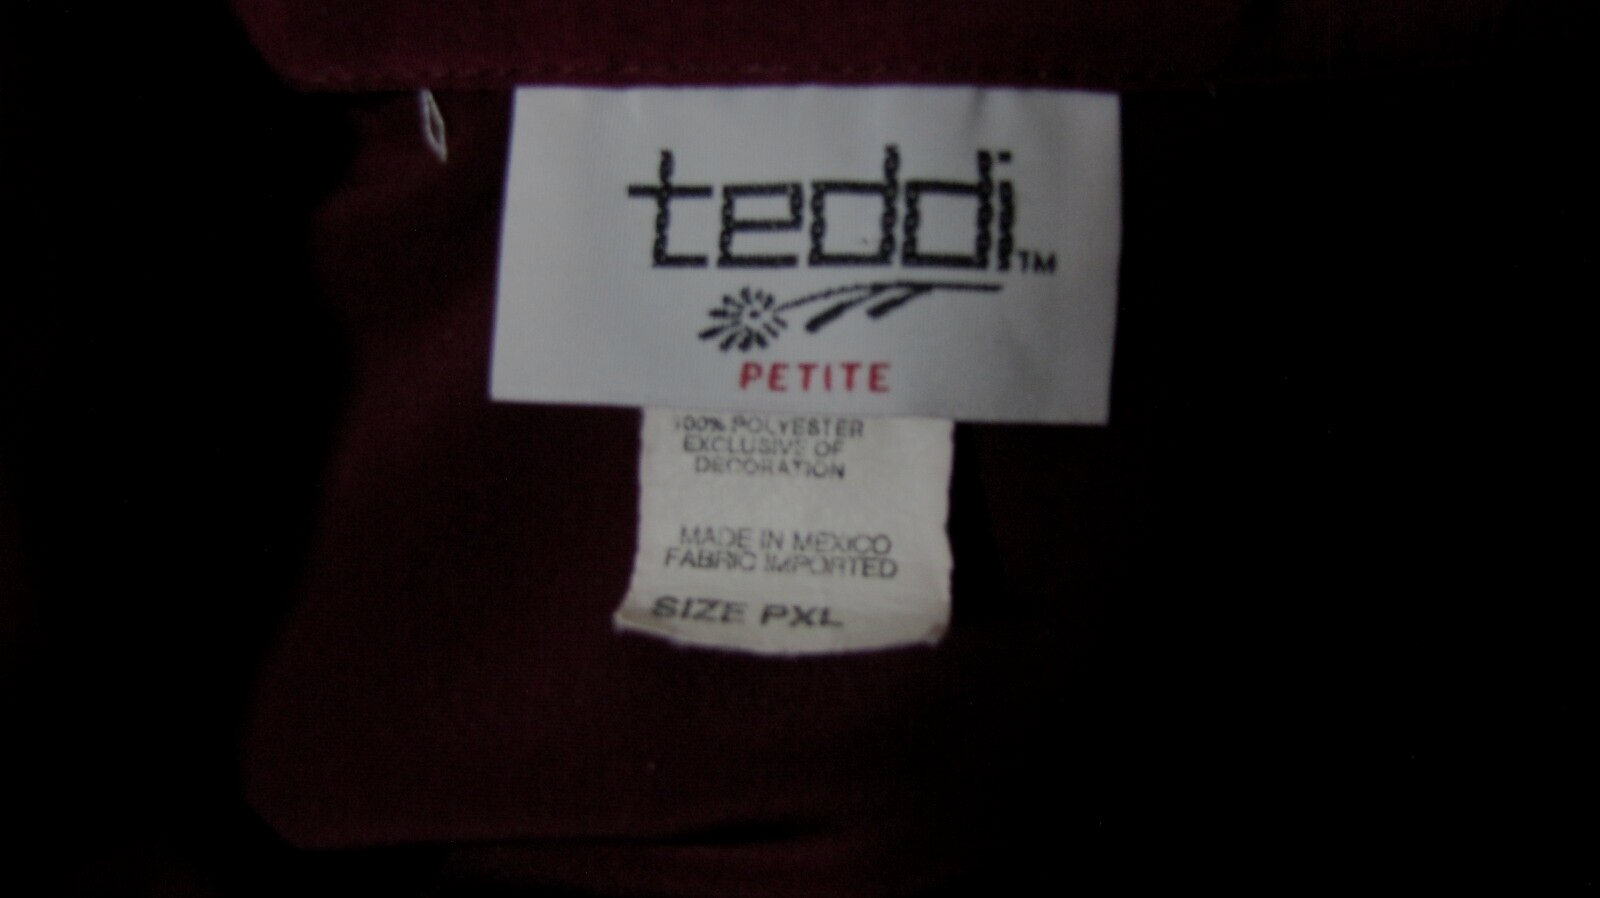 teddi™
PETITE
100% POLYESTER
EXCLUSIVE OF
DECORATION
MADE IN MEXICO
FABRIC IMPORTED
SIZE PXL